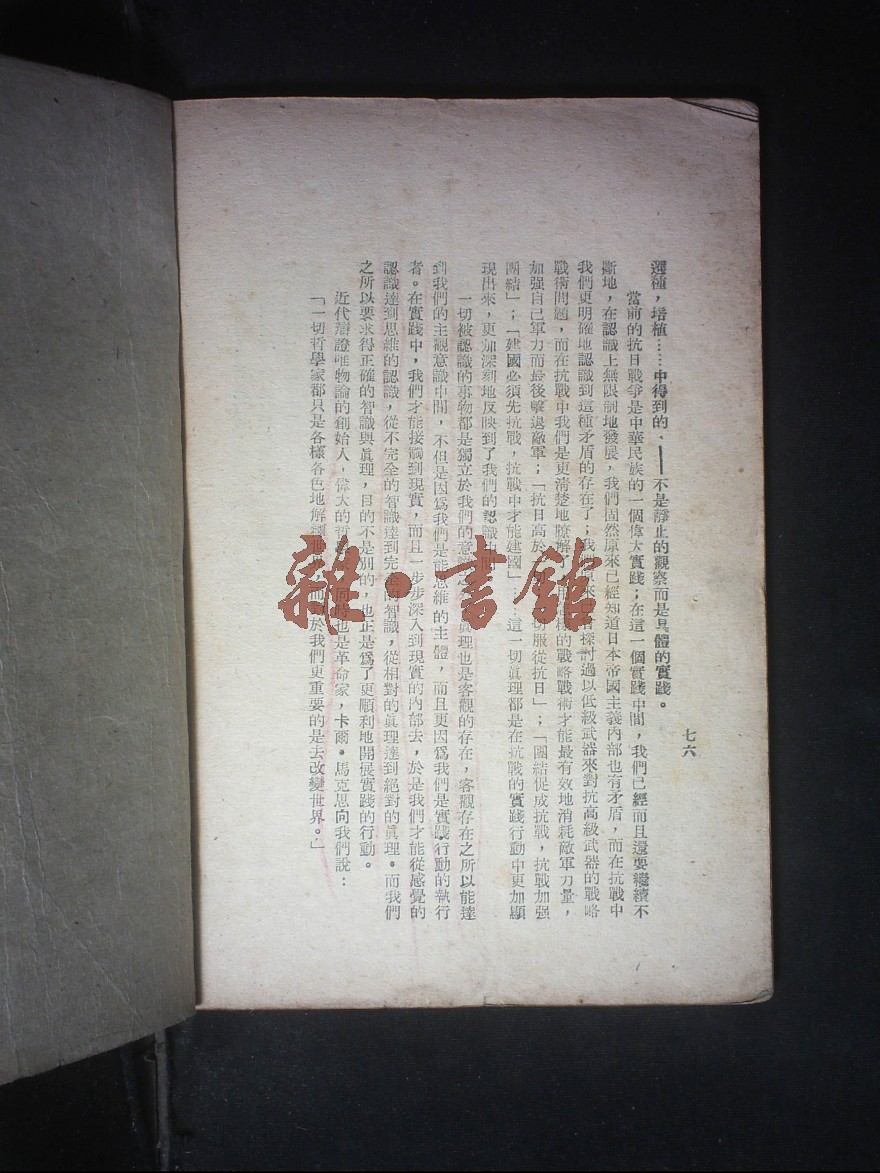 七六
選種，培植……中得到的，——不是靜止的觀察而是具體的實踐。
當前的抗日戰爭是中華民族的一個偉大實踐；在這一個實踐中間，我們已經而且還要繼續不
斷地，在認識上無限制地發展，我們固然原來已經知道日本帝國主義內部也有矛盾，而在抗戰中
我們更明確地認識到這種矛盾的存在了；我們原來探討過以低級武器來對抗高級武器的戰略
戰術問題，而在抗戰中我們是更清楚地瞭解的戰略戰術才能最有效地消耗敵軍力量，
加强自己軍力而最後擊退敵軍；「抗日高於服從抗日」；「團結促成抗戰，抗戰加强
團結」；「建國必須先抗戰，抗戰中才能建國」……這一切眞理都是在抗戰的實踐行動中更加顯
現出來，更加深刻地反映到了我們的認識
一切被認識的事物都是獨立於我們的意眞理也是客觀的存在，客觀存在之所以能達
到我們的主觀意識中間，不但是因爲我們是能思維的主體，而且更因爲我們是實踐行動的執行
者。在實踐中，我們才能接觸到現實，而且一步步深入到現實的內部去，於是我們才能從感覺的
認識達到思維的認識，從不完全的智識達到完全的智識，從相對的眞理達到絕對的眞理。而我們
之所以要求得正確的智識與眞理，目的不是別的，也正是爲了更順利地開展實踐的行動。
近代辯證唯物論的創始人，偉大的哲同時也是革命家，卡爾·馬克思向我們說：
「一切哲學家都只是各樣各色地解釋世界而對於我們更重要的是去改變世界。」
雜·書館